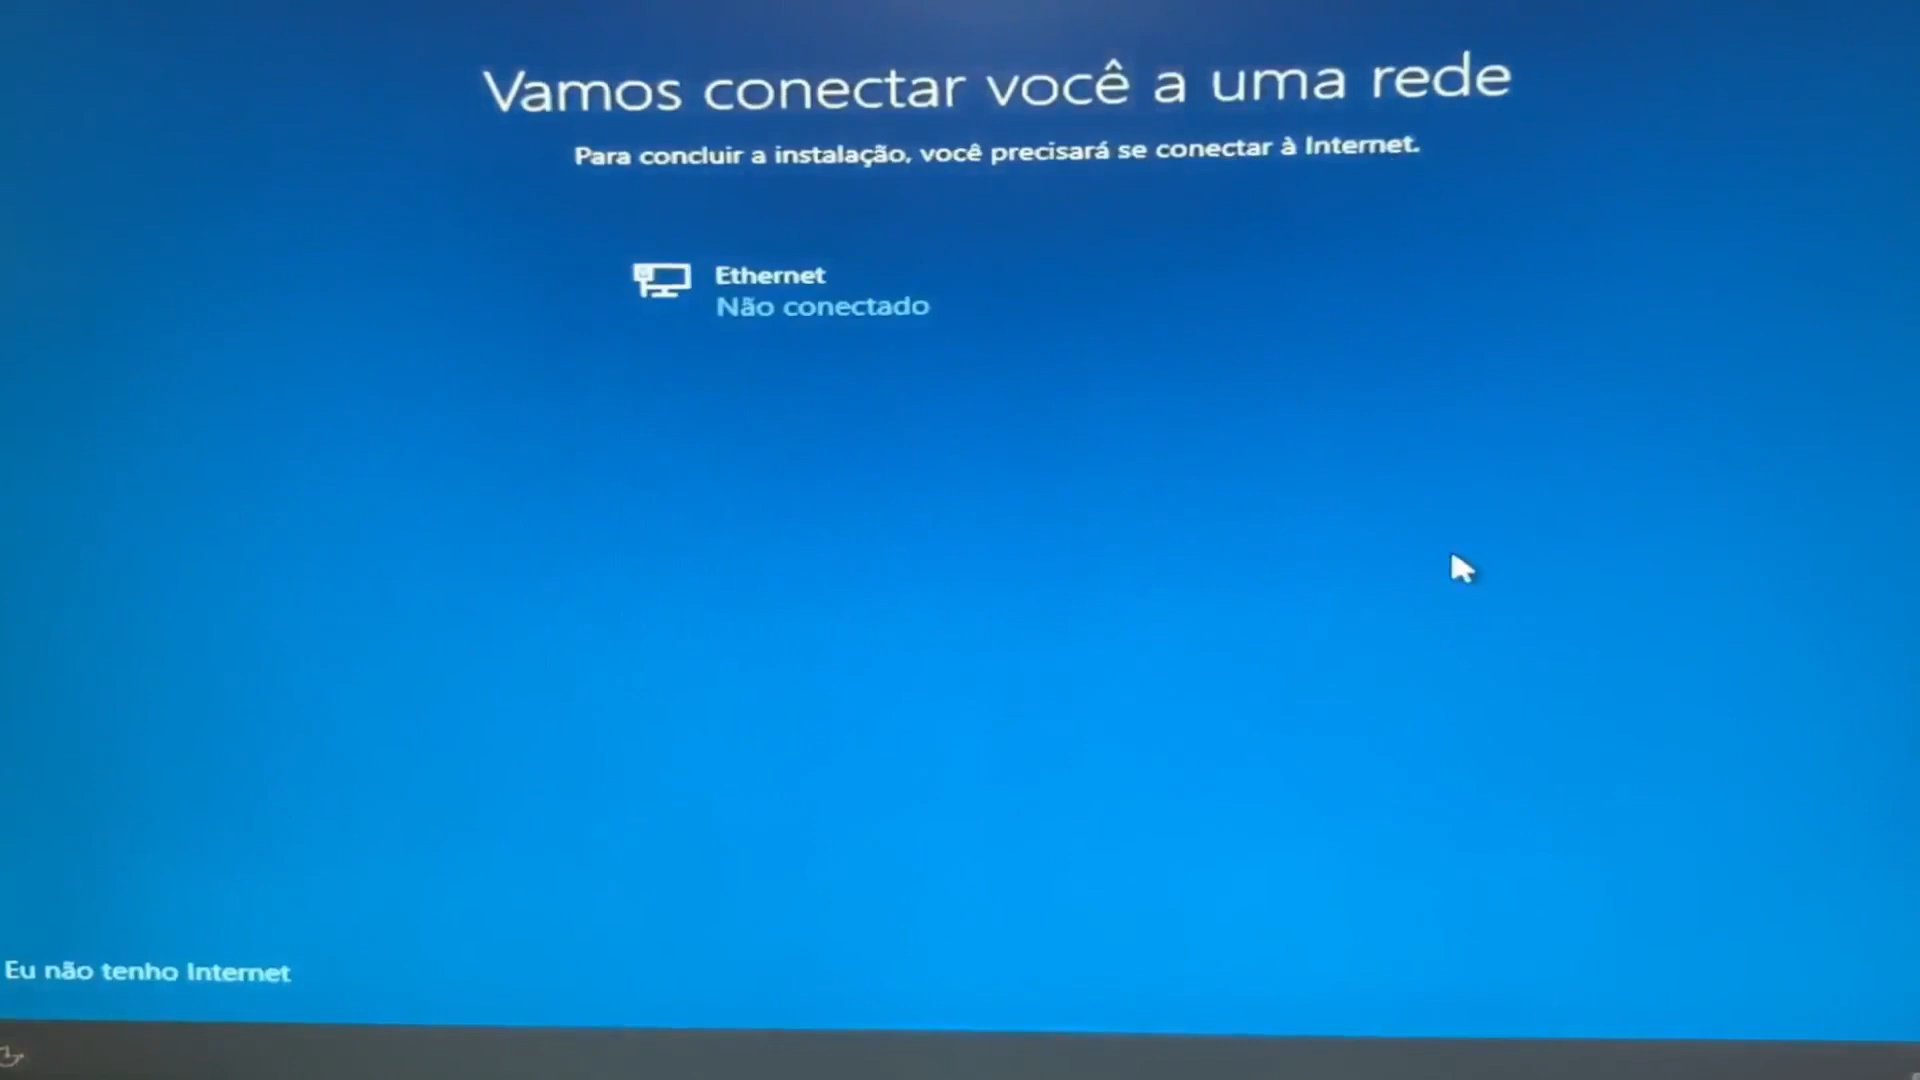 Vamos conectar você a uma rede
Para concluir a instalação, você precisará se conectar à Internet.
Ethernet
Não conectado
Eu não tenho Internet